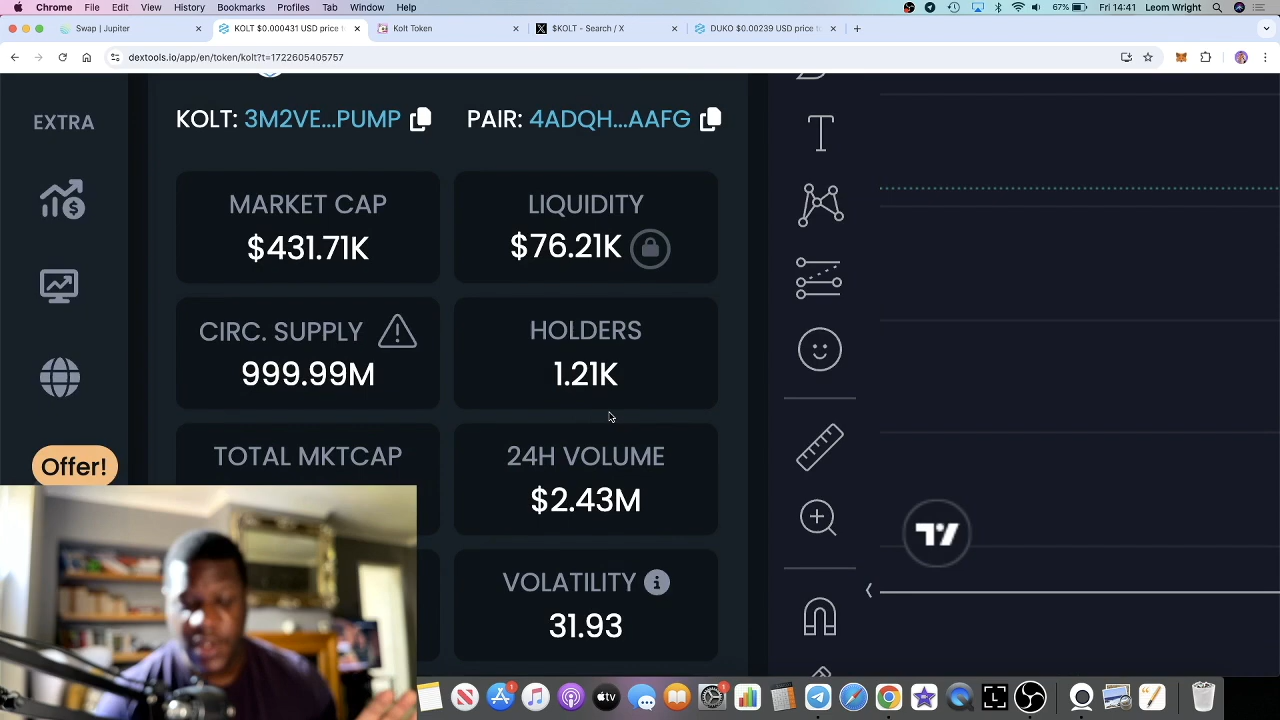 Chrome File Edit View History Bookmarks Profiles Tab Window Help 67% Fri 14:41 Leom Wright
Swap | Jupiter
KOLT $0.000431 USD price t
Kolt Token
$KOLT - Search / X
DUKO $0.00239 USD price to
dextools.io/app/en/token/kolt?t=1722605405757
EXTRA
KOLT: 3M2VE...PUMP
PAIR: 4ADQH...AAFG
MARKET CAP
$431.71K
LIQUIDITY
$76.21K
CIRC. SUPPLY
999.99M
HOLDERS
1.21K
Offer!
TOTAL MKTCAP
24H VOLUME
$2.43M
VOLATILITY
31.93
tv